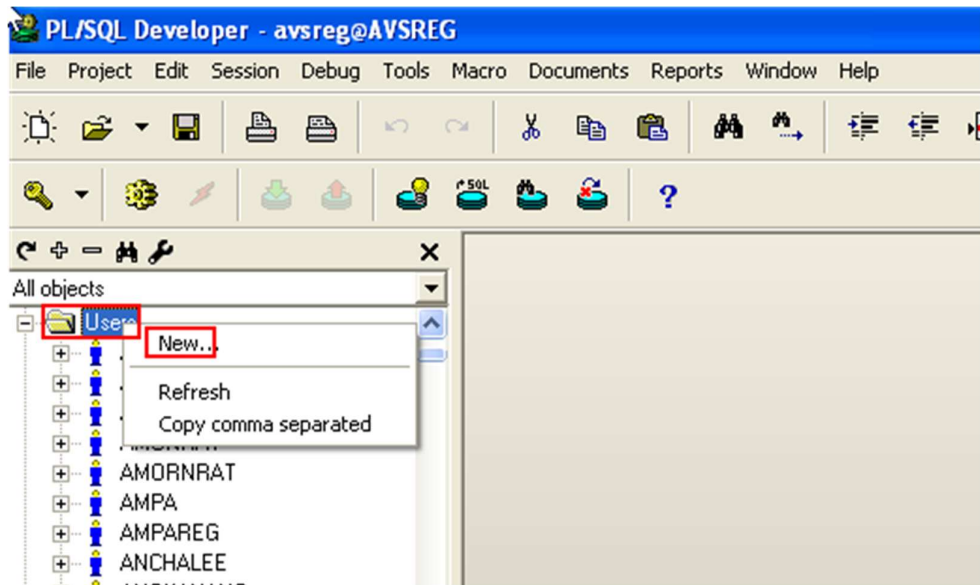 PL/SQL Developer - avsreg@AVSREG
File Project Edit Session Debug Tools Macro Documents Reports Window Help
SQL
?
All objects
Users
New...
Refresh
Copy comma separated
AMORNRAT
AMPA
AMPAREG
ANCHALEE